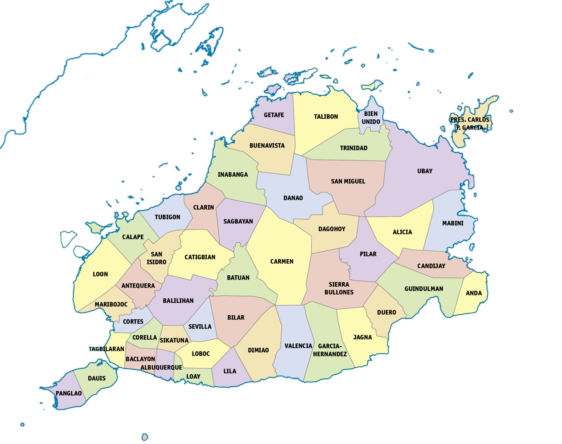 GETAFE
TALIBON
BIEN
UNIDO
PRES. CARLOS
P. GARCIA
BUENAVISTA
TRINIDAD
INABANGA
SAN MIGUEL
UBAY
DANAO
CLARIN
TUBIGON
SAGBAYAN
DAGOHOY
ALICIA
MABINI
CALAPE
SAN
ISIDRO
CATIGBIAN
CARMEN
PILAR
CANDIJAY
LOON
ANTEQUERA
BATUAN
SIERRA
BULLONES
GUINDULMAN
ANDA
MARIBOJOC
BALILIHAN
DUERO
CORTES
SEVILLA
BILAR
JAGNA
CORELLA
SIKATUNA
TAGBILARAN
BACLAYON
LOBOC
DIMIAO
VALENCIA
GARCIA-
HERNANDEZ
ALBUQUERQUE
LOAY
LILA
DAUIS
PANGLAO